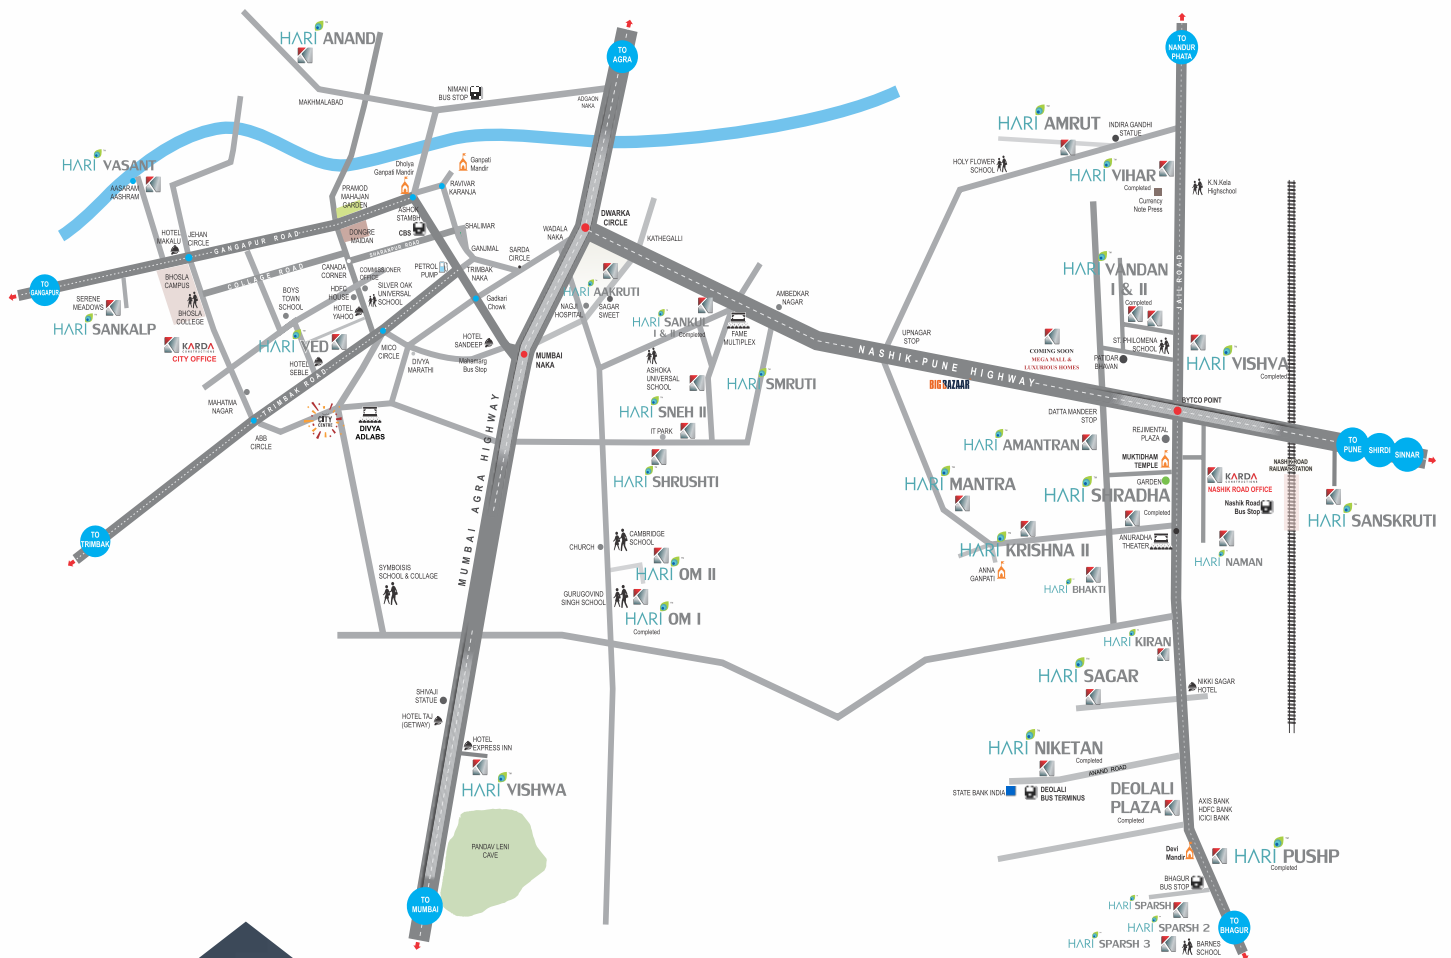 HARI ANAND
MAKHMALABAD
NIMANI
BUS STOP
ADGAON
NAKA
TO
AGRA
TO
NANDUR
PHATA
HARI VASANT
AASARAM
AASHRAM
Dholya
Ganpati Mandir
Ganpati
Mandir
RAVIVAR
KARANJA
PRAMOD
MAHAJAN
GARDEN
ASHOK
STAMBH
CBS
DONGRE
MAIDAN
SHALIMAR
HOTEL
MAKALU
JEHAN
CIRCLE
GANGAPUR ROAD
SHARANPUR ROAD
COLLAGE ROAD
GANJMAL
SARDA
CIRCLE
WADALA
NAKA
DWARKA
CIRCLE
KATHEGALLI
TO
GANGAPUR
SERENE
MEADOWS
HARI SANKALP
BHOSLA
CAMPUS
BHOSLA
COLLEGE
BOYS
TOWN
SCHOOL
CANADA
CORNER
COMMISSIONER
OFFICE
HDFC
HOUSE
HOTEL
YAHOO
SILVER OAK
UNIVERSAL
SCHOOL
PETROL
PUMP
TRIMBAK
NAKA
Gadkari
Chowk
KARDA
CONSTRUCTIONS
CITY OFFICE
HARI VED
HOTEL
SEBLE
MICO
CIRCLE
DIVYA
MARATHI
HOTEL
SANDEEP
Mahamarg
Bus Stop
MUMBAI
NAKA
HARI AAKRUTI
NAGJI
HOSPITAL
SAGAR
SWEET
HARI SANKUL
I & II Completed
FAME
MULTIPLEX
AMBEDKAR
NAGAR
ASHOKA
UNIVERSAL
SCHOOL
HARI SMRUTI
HARI SNEH II
IT PARK
HARI SHRUSHTI
MAHATMA
NAGAR
TRIMBAK ROAD
ABB
CIRCLE
CITY
CENTRE
DIVYA
ADLABS
TO
TRIMBAK
SYMBOISIS
SCHOOL & COLLAGE
MUMBAI AGRA HIGHWAY
CHURCH
CAMBRIDGE
SCHOOL
HARI OM II
GURUGOVIND
SINGH SCHOOL
HARI OM I
Completed
SHIVAJI
STATUE
HOTEL TAJ
(GETWAY)
HOTEL
EXPRESS INN
HARI VISHWA
PANDAV LENI
CAVE
TO
MUMBAI
HARI AMRUT
INDIRA GANDHI
STATUE
HOLY FLOWER
SCHOOL
HARI VIHAR
Completed
Currency
Note Press
K.N.Kela
Highschool
HARI VANDAN
I & II
Completed
JAILROAD
ST. PHILOMENA
SCHOOL
PATIDAR
BHAVAN
HARI VISHVA
Completed
UPNAGAR
STOP
COMING SOON
MEGA MALL &
LUXURIOUS HOMES
NASHIK-PUNE HIGHWAY
BIG BAZAAR
BYTCO POINT
DATTA MANDEER
STOP
REJIMENTAL
PLAZA
HARI AMANTRAN
MUKTIDHAM
TEMPLE
TO
PUNE
SHIRDI
SINNAR
NASHIK ROAD
RAILWAY STATION
HARI MANTRA
GARDEN
HARI SHRADHA
Completed
KARDA
CONSTRUCTIONS
NASHIK ROAD OFFICE
Nashik Road
Bus Stop
HARI SANSKRUTI
HARI KRISHNA II
ANURADHA
THEATER
ANNA
GANPATI
HARI BHAKTI
HARI NAMAN
HARI KIRAN
HARI SAGAR
NIKKI SAGAR
HOTEL
HARI NIKETAN
Completed
ANAND ROAD
STATE BANK INDIA
DEOLALI
BUS TERMINUS
DEOLALI
PLAZA
Completed
AXIS BANK
HDFC BANK
ICICI BANK
Devi
Mandir
HARI PUSHP
Completed
BHAGUR
BUS STOP
HARI SPARSH
HARI SPARSH 2
HARI SPARSH 3
BARNES
SCHOOL
TO
BHAGUR